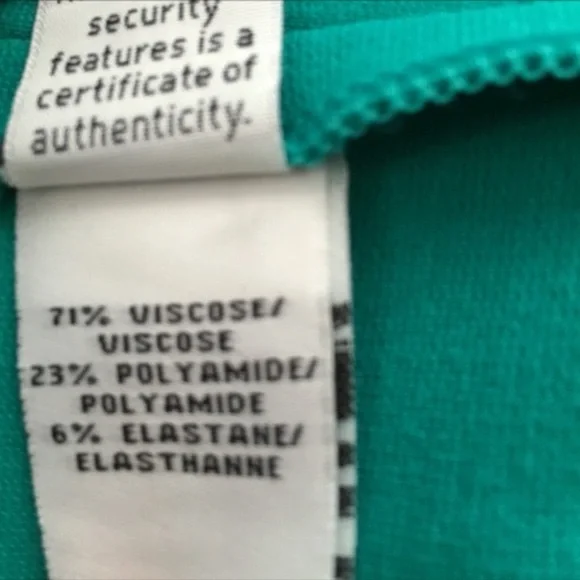 security
features is a
certificate of
authenticity.
71% VISCOSE/
VISCOSE
23% POLYAMIDE/
POLYAMIDE
6% ELASTANE/
ELASTHANNE